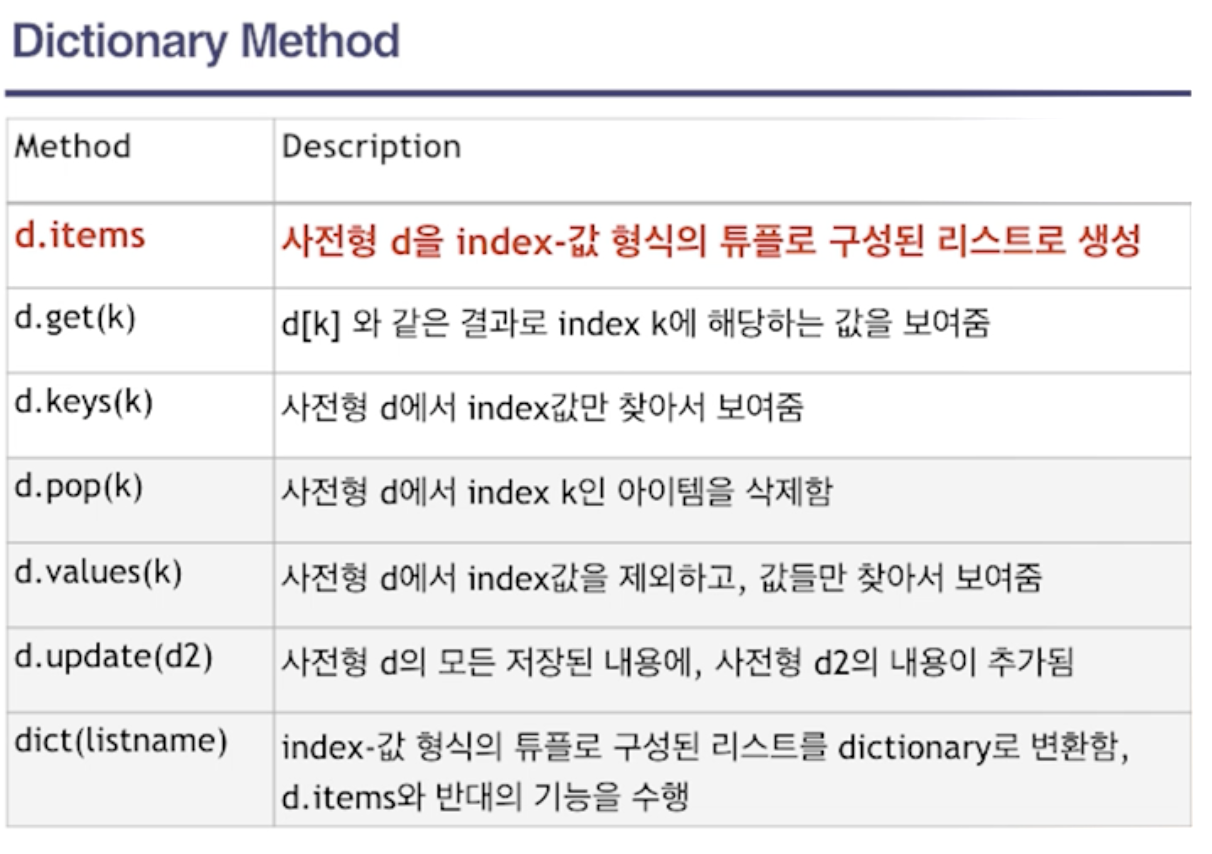 Dictionary Method
Method
Description
d.items
사전형 d을 index-값 형식의 튜플로 구성된 리스트로 생성
d.get(k)
d[k] 와 같은 결과로 index k에 해당하는 값을 보여줌
d.keys(k)
사전형 d에서 index값만 찾아서 보여줌
d.pop(k)
사전형 d에서 index k인 아이템을 삭제함
d.values(k)
사전형 d에서 index값을 제외하고, 값들만 찾아서 보여줌
d.update(d2)
사전형 d의 모든 저장된 내용에, 사전형 d2의 내용이 추가됨
dict(listname)
index-값 형식의 튜플로 구성된 리스트를 dictionary로 변환함,
d.items와 반대의 기능을 수행